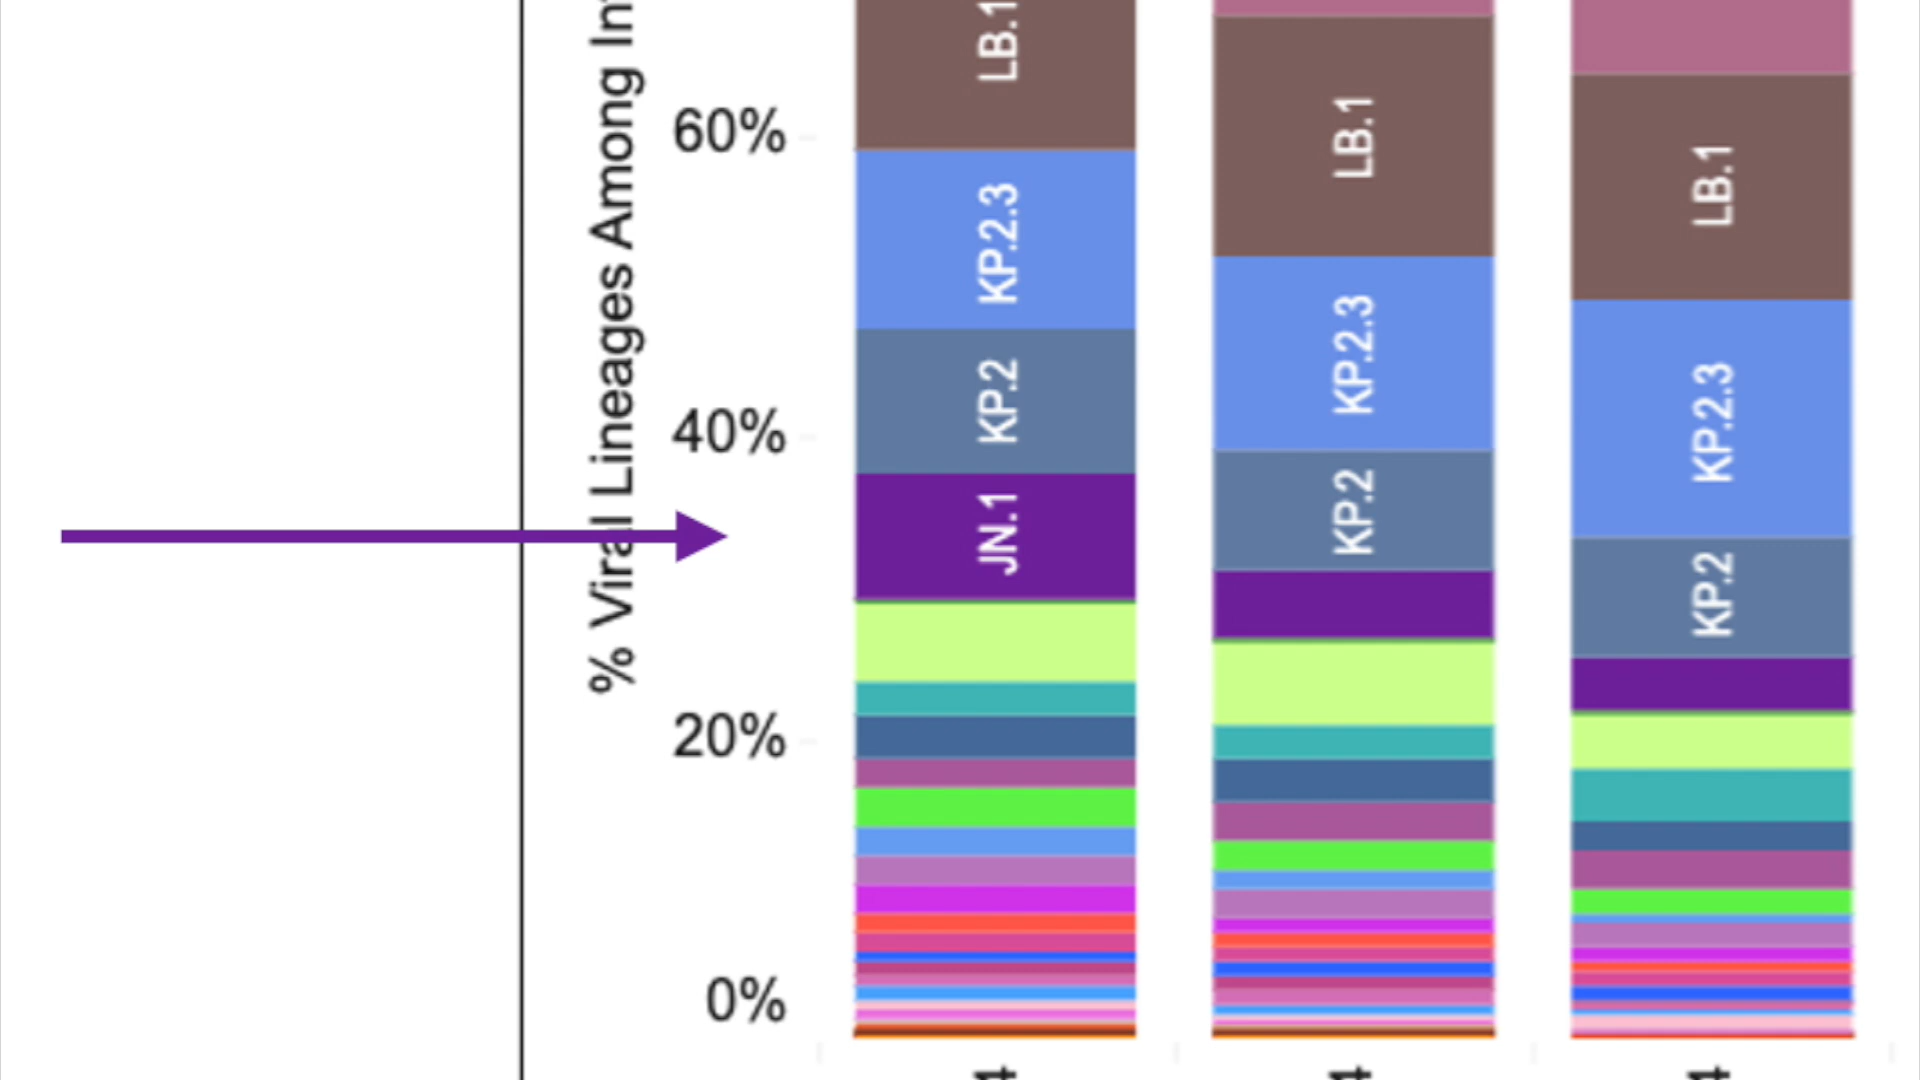 % Viral Lineages Among
60%
40%
20%
0%
LB.1
KP.2.3
KP.2
JN.1
LB.1
KP.2.3
KP.2
LB.1
KP.2.3
KP.2